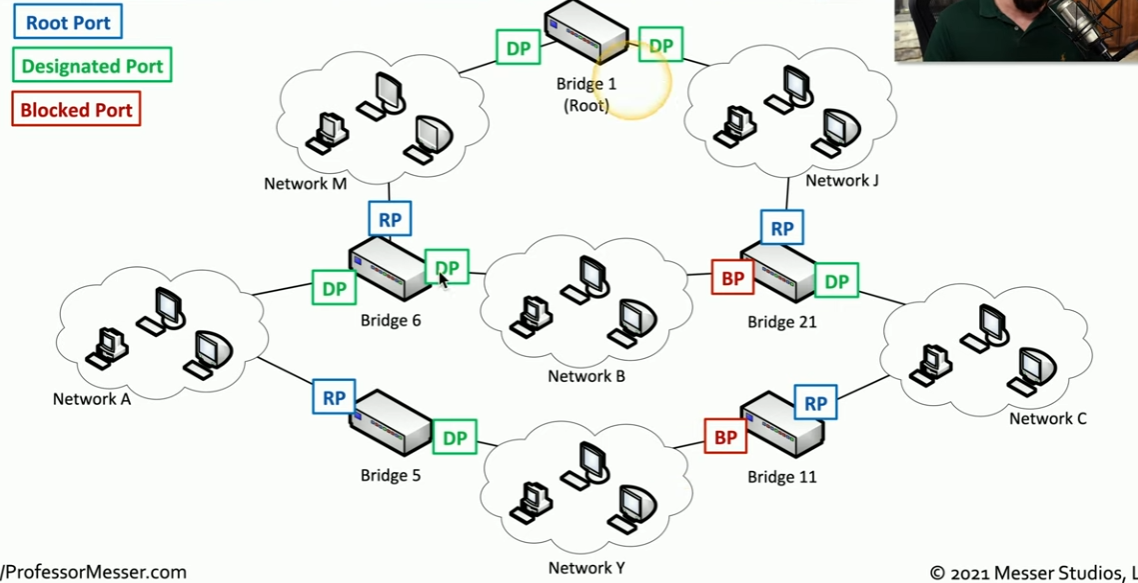 Root Port
Designated Port
Blocked Port
DP
DP
Bridge 1
(Root)
Network M
Network J
RP
RP
DP
DP
BP
DP
Bridge 6
Bridge 21
Network B
Network A
Network C
RP
DP
BP
RP
Bridge 5
Bridge 11
Network Y
/ProfessorMesser.com
© 2021 Messer Studios, L